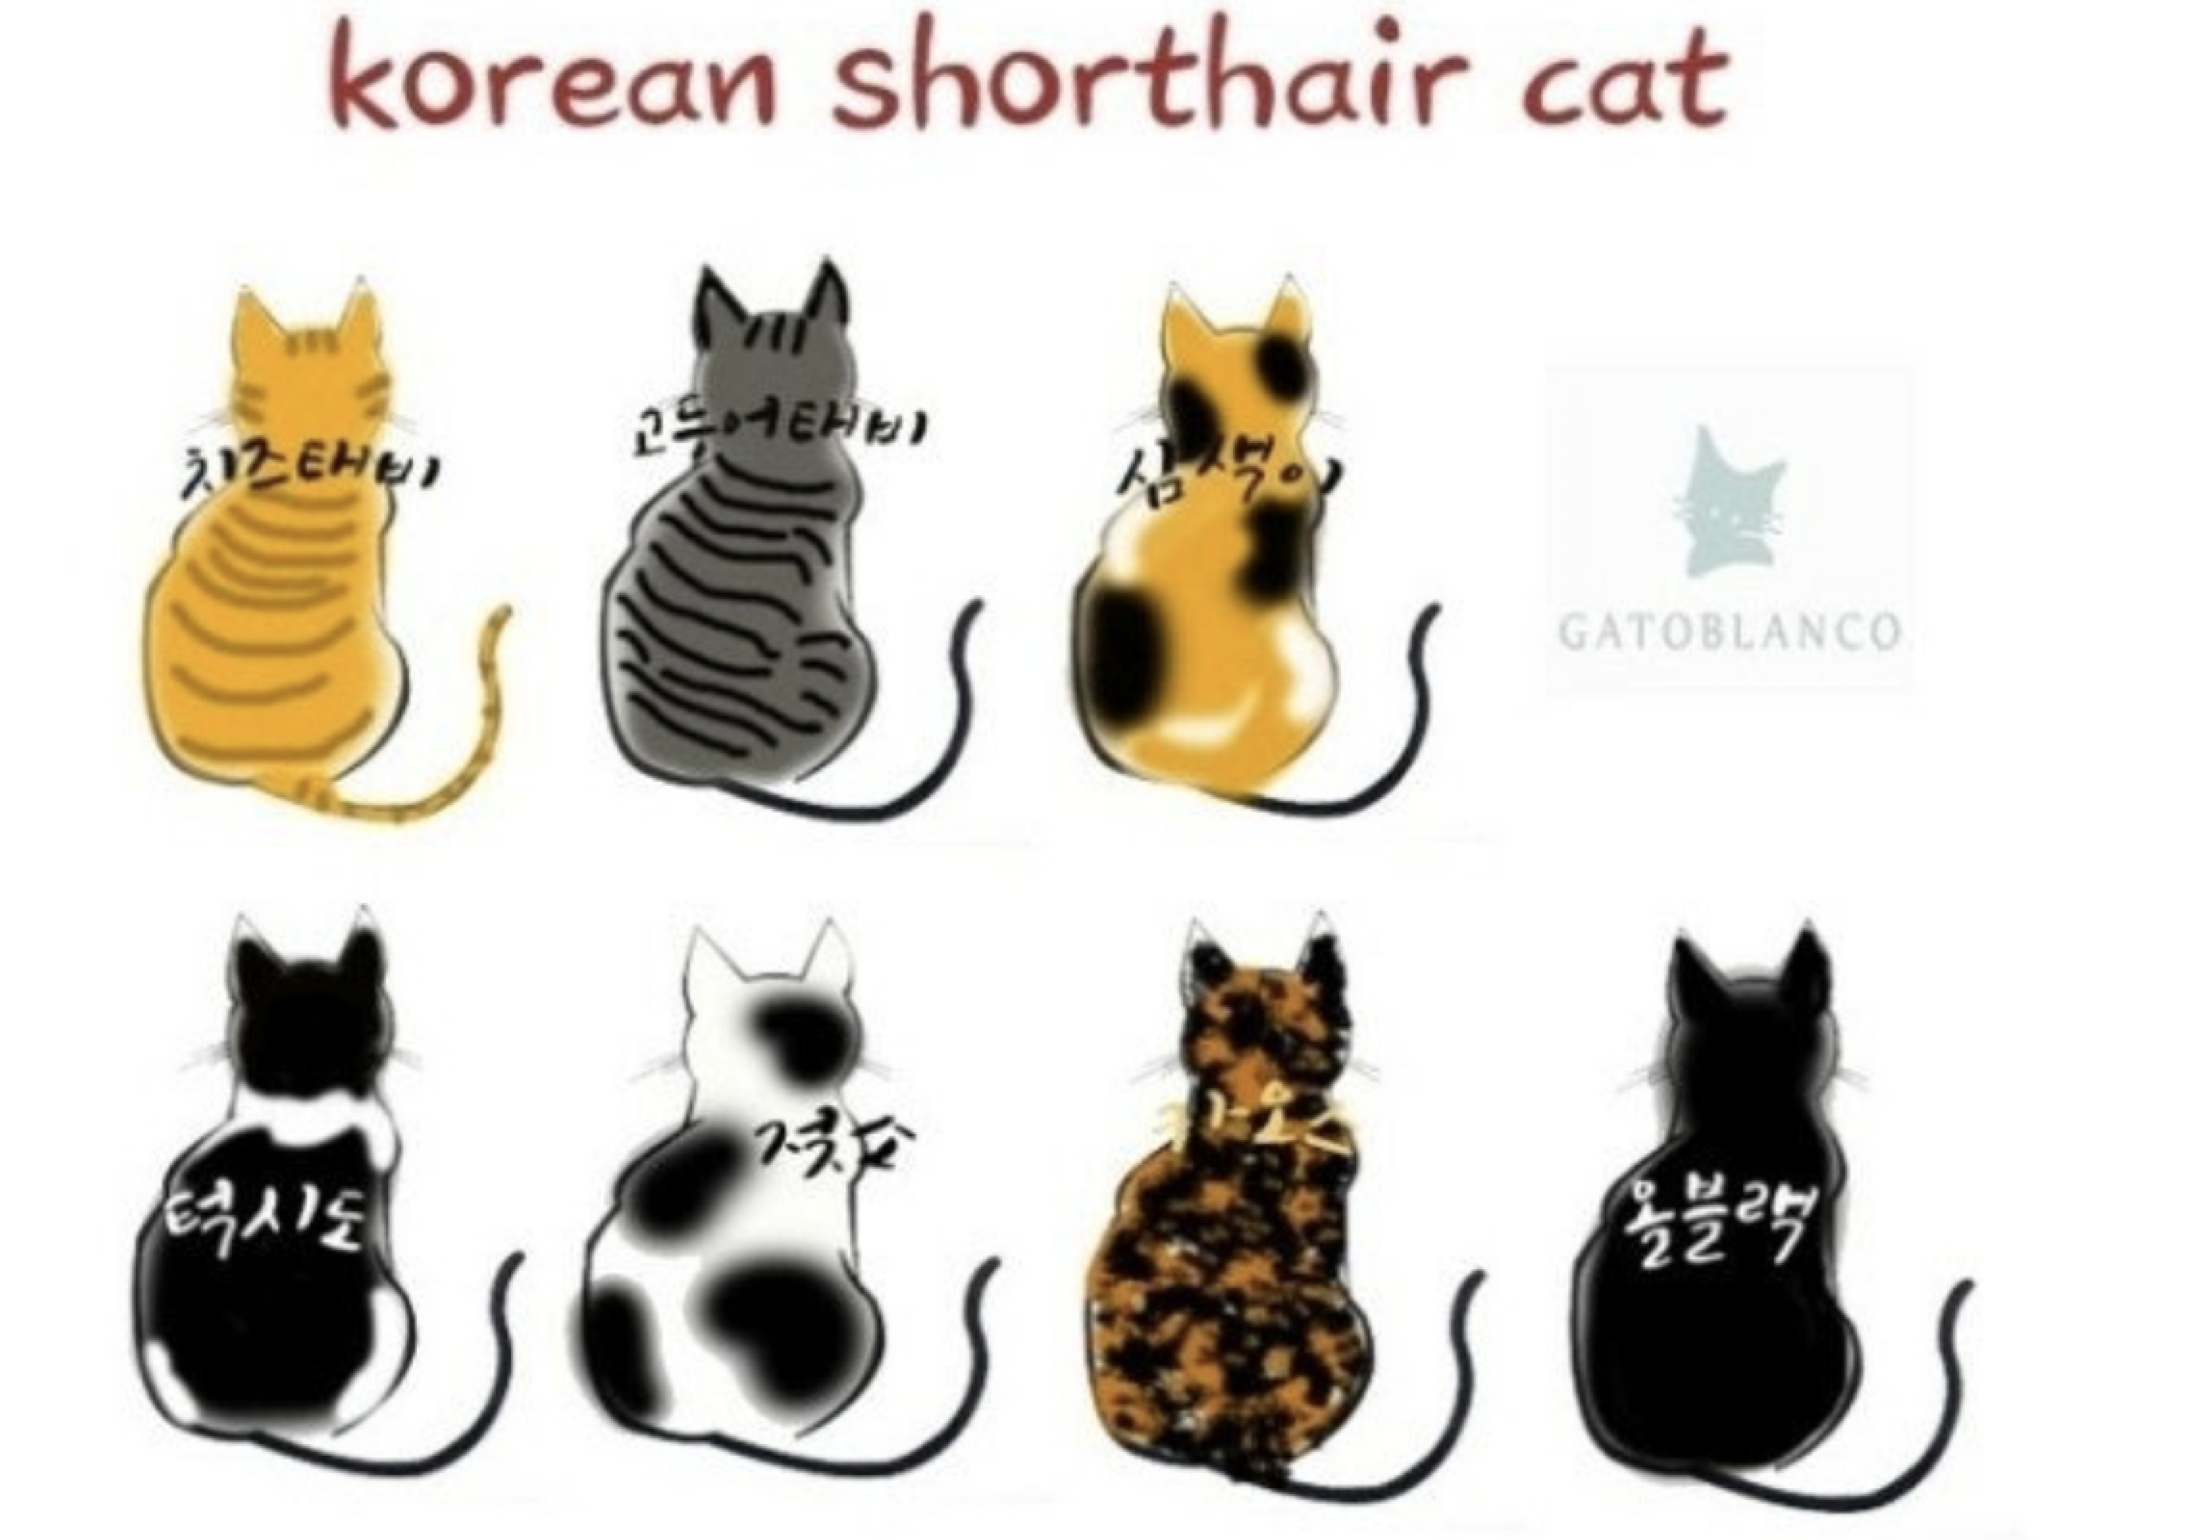 korean shorthair cat
치즈태비
고등어태비
삼색이
GATOBLANCO
턱시도
젖소
카오스
올블랙